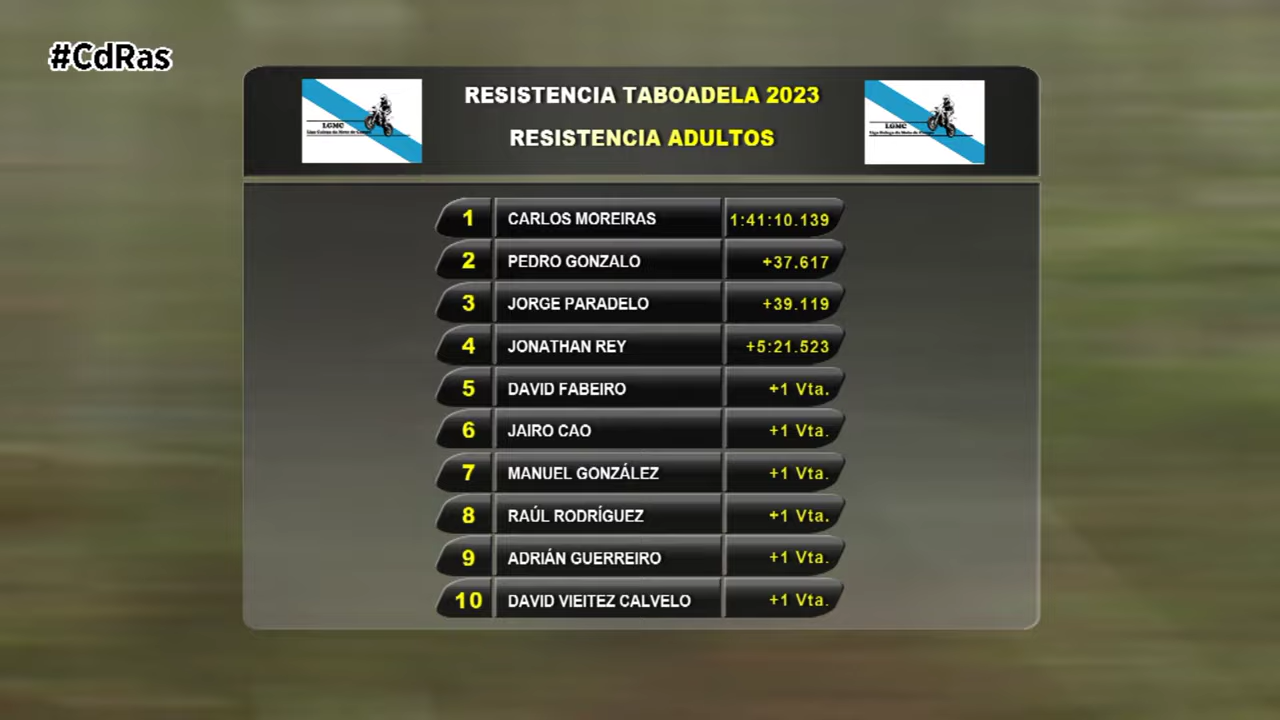 #CdRas
RESISTENCIA TABOADELA 2023
RESISTENCIA ADULTOS
LGMC
LGMC
1 CARLOS MOREIRAS 1:41:10.139
2 PEDRO GONZALO +37.617
3 JORGE PARADELO +39.119
4 JONATHAN REY +5:21.523
5 DAVID FABEIRO +1 Vta.
6 JAIRO CAO +1 Vta.
7 MANUEL GONZÁLEZ +1 Vta.
8 RAÚL RODRÍGUEZ +1 Vta.
9 ADRIÁN GUERREIRO +1 Vta.
10 DAVID VIEITEZ CALVELO +1 Vta.